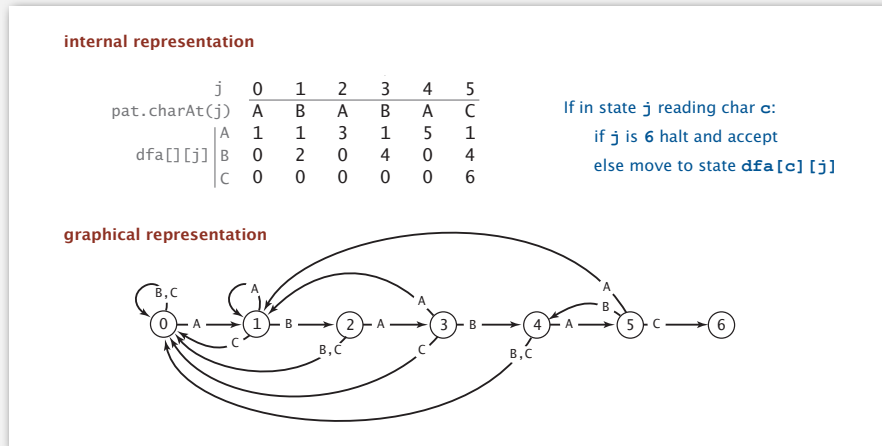 internal representation
j 0 1 2 3 4 5
pat.charAt(j) A B A B A C
A 1 1 3 1 5 1
dfa[][j] B 0 2 0 4 0 4
C 0 0 0 0 0 6
If in state j reading char c:
if j is 6 halt and accept
else move to state dfa[c][j]
graphical representation
A
B,C A A B
0 A 1 B 2 A 3 B 4 A 5 C 6
C B,C C B,C